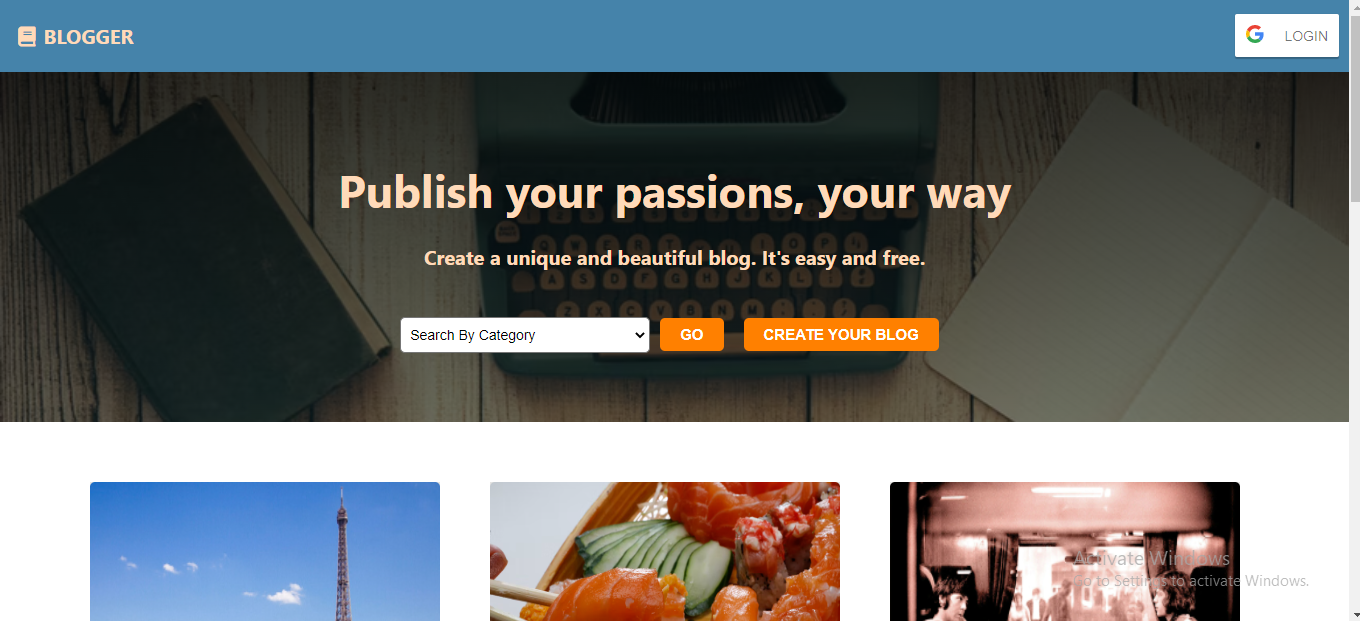 BLOGGER
LOGIN
Publish your passions, your way
Create a unique and beautiful blog. It's easy and free.
Search By Category
GO
CREATE YOUR BLOG
Activate Windows
Go to Settings to activate Windows.